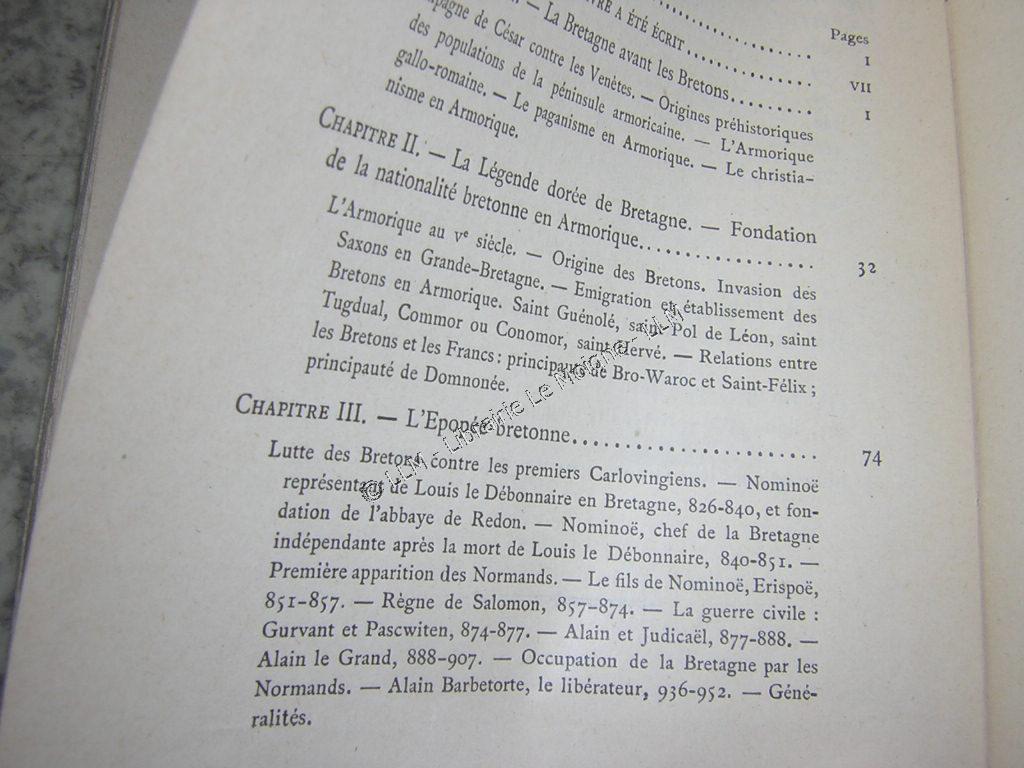 Pages
I
VRE A ÉTÉ ÉCRIT.................. VII
— La Bretagne avant les Bretons......... I
pagne de César contre les Venètes. — Origines préhistoriques
des populations de la péninsule armoricaine. — L'Armorique
gallo-romaine. — Le paganisme en Armorique. — Le christia-
nisme en Armorique.
CHAPITRE II. — La Légende dorée de Bretagne. — Fondation
de la nationalité bretonne en Armorique.................. 32
L'Armorique au Ve siècle. — Origine des Bretons. Invasion des
Saxons en Grande-Bretagne. — Emigration et établissement des
Bretons en Armorique. Saint Guénolé, saint Pol de Léon, saint
Tugdual, Commor ou Conomor, saint Hervé. — Relations entre
les Bretons et les Francs : principauté de Bro-Waroc et Saint-Félix ;
principauté de Domnonée.
CHAPITRE III. — L'Epopée bretonne........................ 74
Lutte des Bretons contre les premiers Carlovingiens. — Nominoë
représentant de Louis le Débonnaire en Bretagne, 826-840, et fon-
dation de l'abbaye de Redon. — Nominoë, chef de la Bretagne
indépendante après la mort de Louis le Débonnaire, 840-851. —
Première apparition des Normands. — Le fils de Nominoë, Erispoë,
851-857. — Règne de Salomon, 857-874. — La guerre civile :
Gurvant et Pascwiten, 874-877. — Alain et Judicaël, 877-888. —
Alain le Grand, 888-907. — Occupation de la Bretagne par les
Normands. — Alain Barbetorte, le libérateur, 936-952. — Géné-
ralités.
© LLM - Librairie Le Moigne - LLM